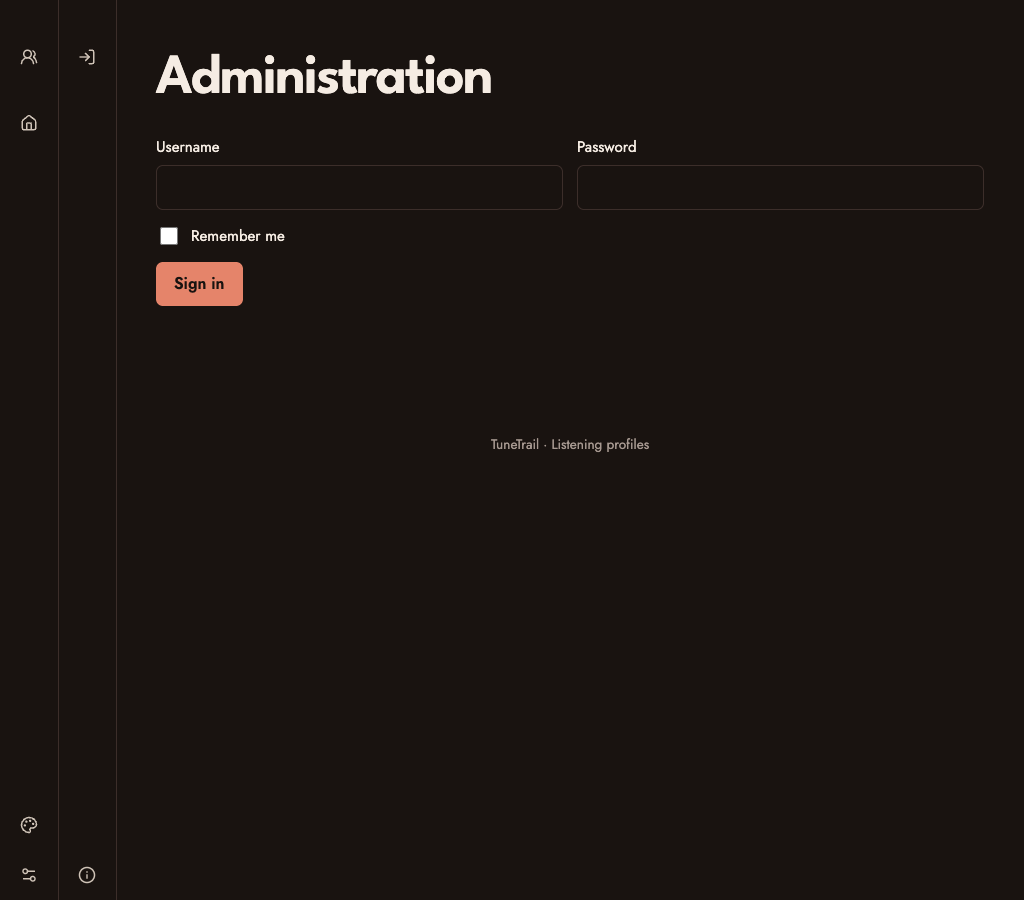 Administration
Username
Password
Remember me
Sign in
TuneTrail · Listening profiles